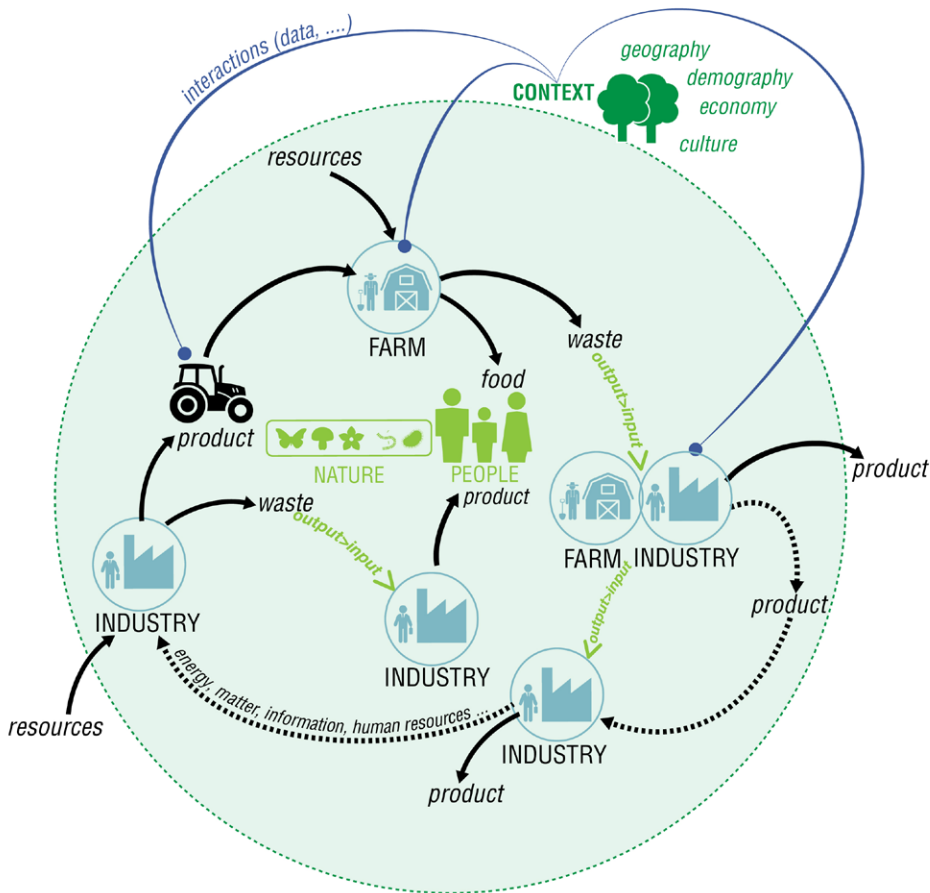 interactions (data, ....)
geography
CONTEXT
demography
economy
culture
resources
FARM
waste
food
output>input
product
NATURE
PEOPLE
product
product
waste
output>input
FARM
INDUSTRY
INDUSTRY
product
output>input
INDUSTRY
energy, matter, information, human resources ...
resources
INDUSTRY
product